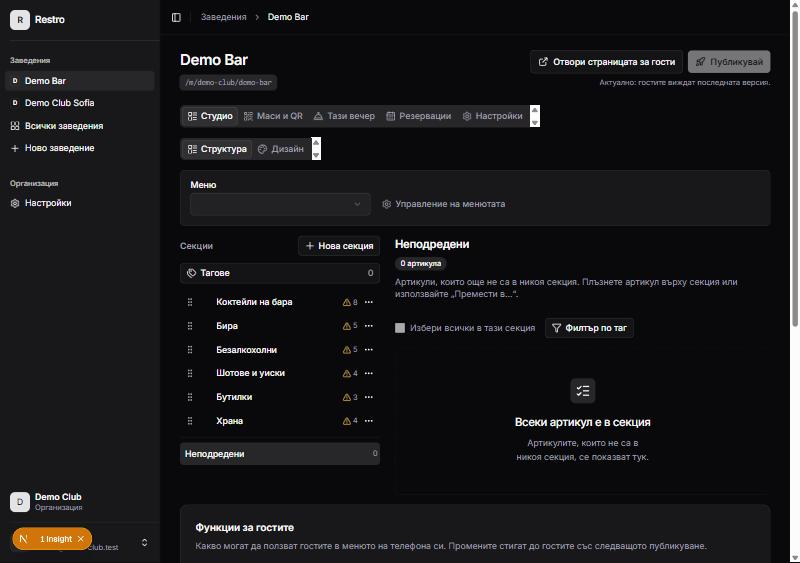 R Restro
Заведения
D Demo Bar
D Demo Club Sofia
Всички заведения
Ново заведение
Организация
Настройки
D Demo Club
Организация
N 1 Insight
club.test
Заведения > Demo Bar
Demo Bar
/m/demo-club/demo-bar
Отвори страницата за гости
Публикувай
Актуално: гостите виждат последната версия.
Студио
Маси и QR
Тази вечер
Резервации
Настройки
Структура
Дизайн
Меню
Управление на менютата
Секции
Нова секция
Тагове 0
Коктейли на бара 8
Бира 5
Безалкохолни 5
Шотове и уиски 4
Бутилки 3
Храна 4
Неподредени 0
Неподредени
0 артикула
Артикули, които още не са в никоя секция. Плъзнете артикул върху секция или
използвайте „Премести в…“.
Избери всички в тази секция
Филтър по таг
Всеки артикул е в секция
Артикулите, които не са в
никоя секция, се показват тук.
Функции за гостите
Какво могат да ползват гостите в менюто на телефона си. Промените стигат до гостите със следващото публикуване.